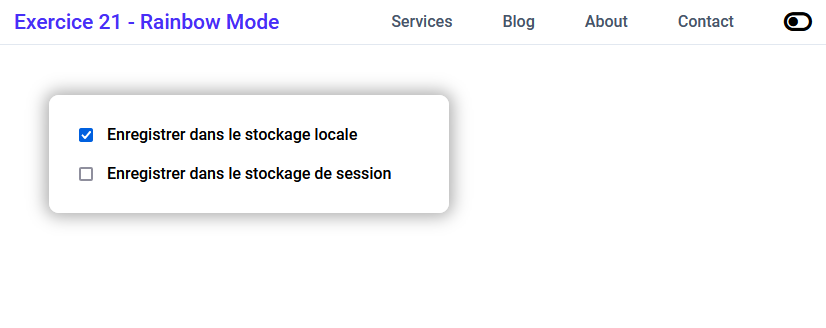 Exercice 21 - Rainbow Mode Services Blog About Contact
Enregistrer dans le stockage locale
Enregistrer dans le stockage de session